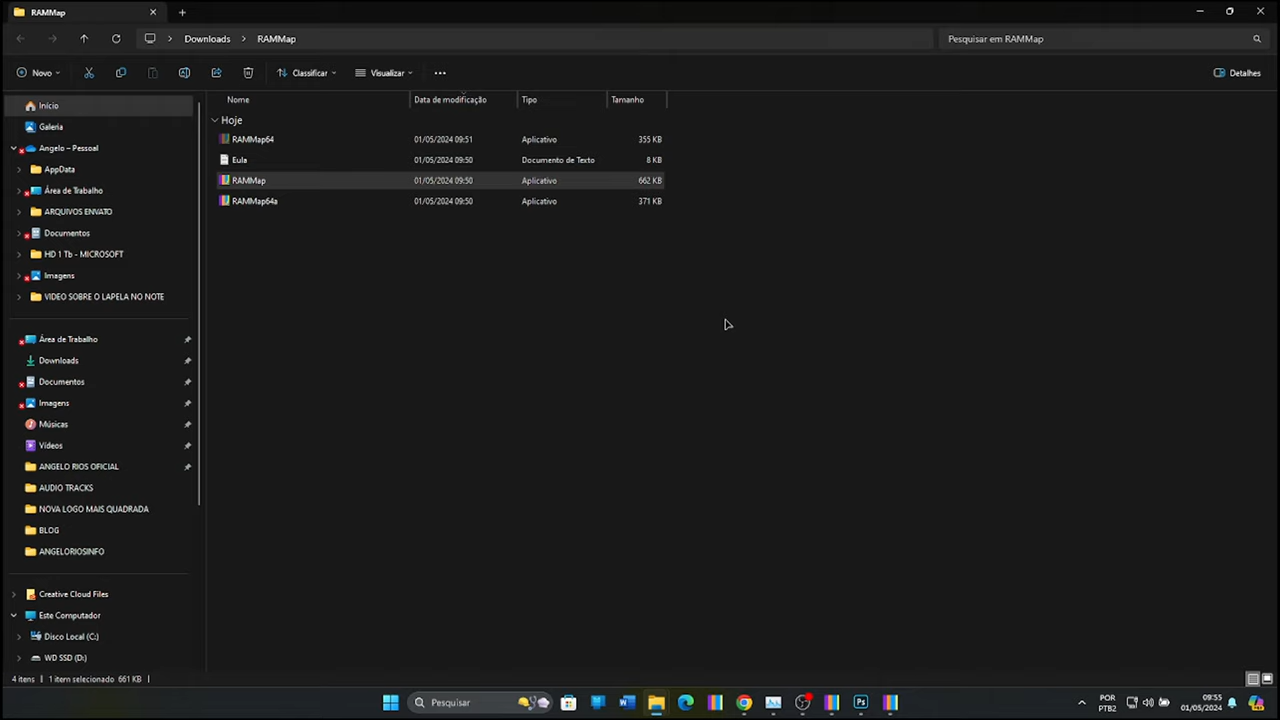 RAMMap
Downloads > RAMMap
Pesquisar em RAMMap
Novo
Classificar
Visualizar
Detalhes
Nome Data de modificação Tipo Tamanho
Hoje
RAMMap64 01/05/2024 09:51 Aplicativo 355 KB
Eula 01/05/2024 09:50 Documento de Texto 8 KB
RAMMap 01/05/2024 09:50 Aplicativo 662 KB
RAMMap64a 01/05/2024 09:50 Aplicativo 371 KB
Início
Galeria
Angelo – Pessoal
AppData
Área de Trabalho
ARQUIVOS ENVATO
Documentos
HD 1 Tb - MICROSOFT
Imagens
VIDEO SOBRE O LAPELA NO NOTE
Área de Trabalho
Downloads
Documentos
Imagens
Músicas
Vídeos
ANGELO RIOS OFICIAL
AUDIO TRACKS
NOVA LOGO MAIS QUADRADA
BLOG
ANGELORIOSINFO
Creative Cloud Files
Este Computador
Disco Local (C:)
WD SSD (D:)
4 itens 1 item selecionado 661 KB
Pesquisar
Ps
POR
PTB2
09:55
01/05/2024